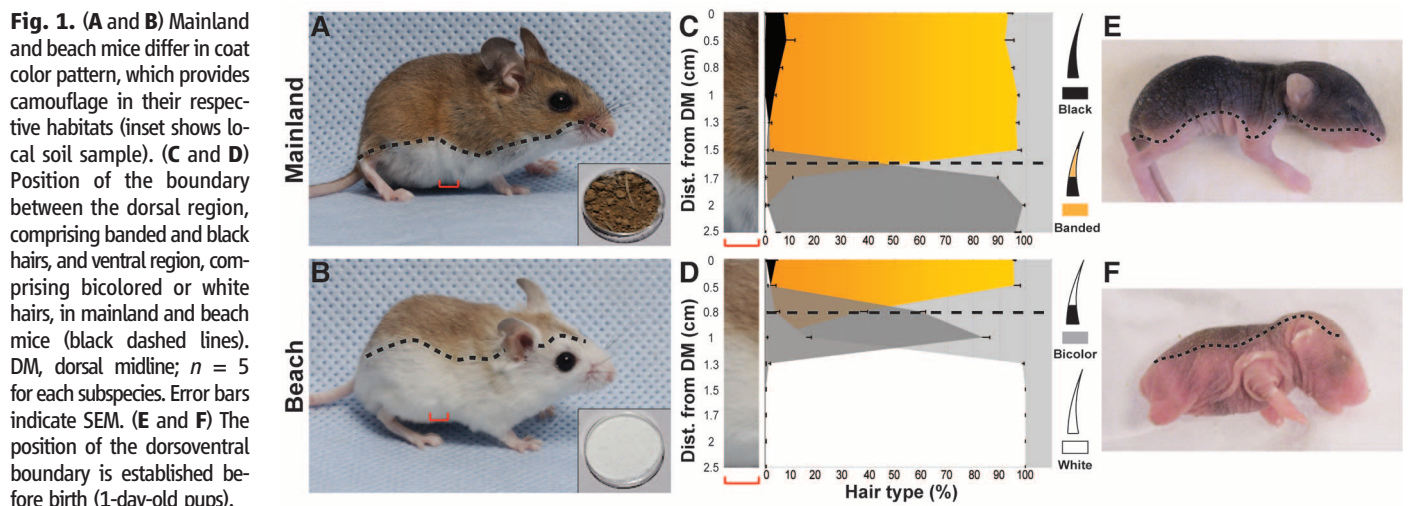 Fig. 1. (A and B) Mainland
and beach mice differ in coat
color pattern, which provides
camouflage in their respec-
tive habitats (inset shows lo-
cal soil sample). (C and D)
Position of the boundary
between the dorsal region,
comprising banded and black
hairs, and ventral region, com-
prising bicolored or white
hairs, in mainland and beach
mice (black dashed lines).
DM, dorsal midline; n = 5
for each subspecies. Error bars
indicate SEM. (E and F) The
position of the dorsoventral
boundary is established be-
fore birth (1-day-old pups).
Mainland
A
C
Dist. from DM (cm)
0
0.5
0.8
1
1.3
1.5
1.7
2
2.5
0 10 20 30 40 50 60 70 80 90 100
Black
Banded
E
Beach
B
D
Dist. from DM (cm)
0
0.5
0.8
1
1.3
1.5
1.7
2
2.5
0 10 20 30 40 50 60 70 80 90 100
Hair type (%)
Bicolor
White
F